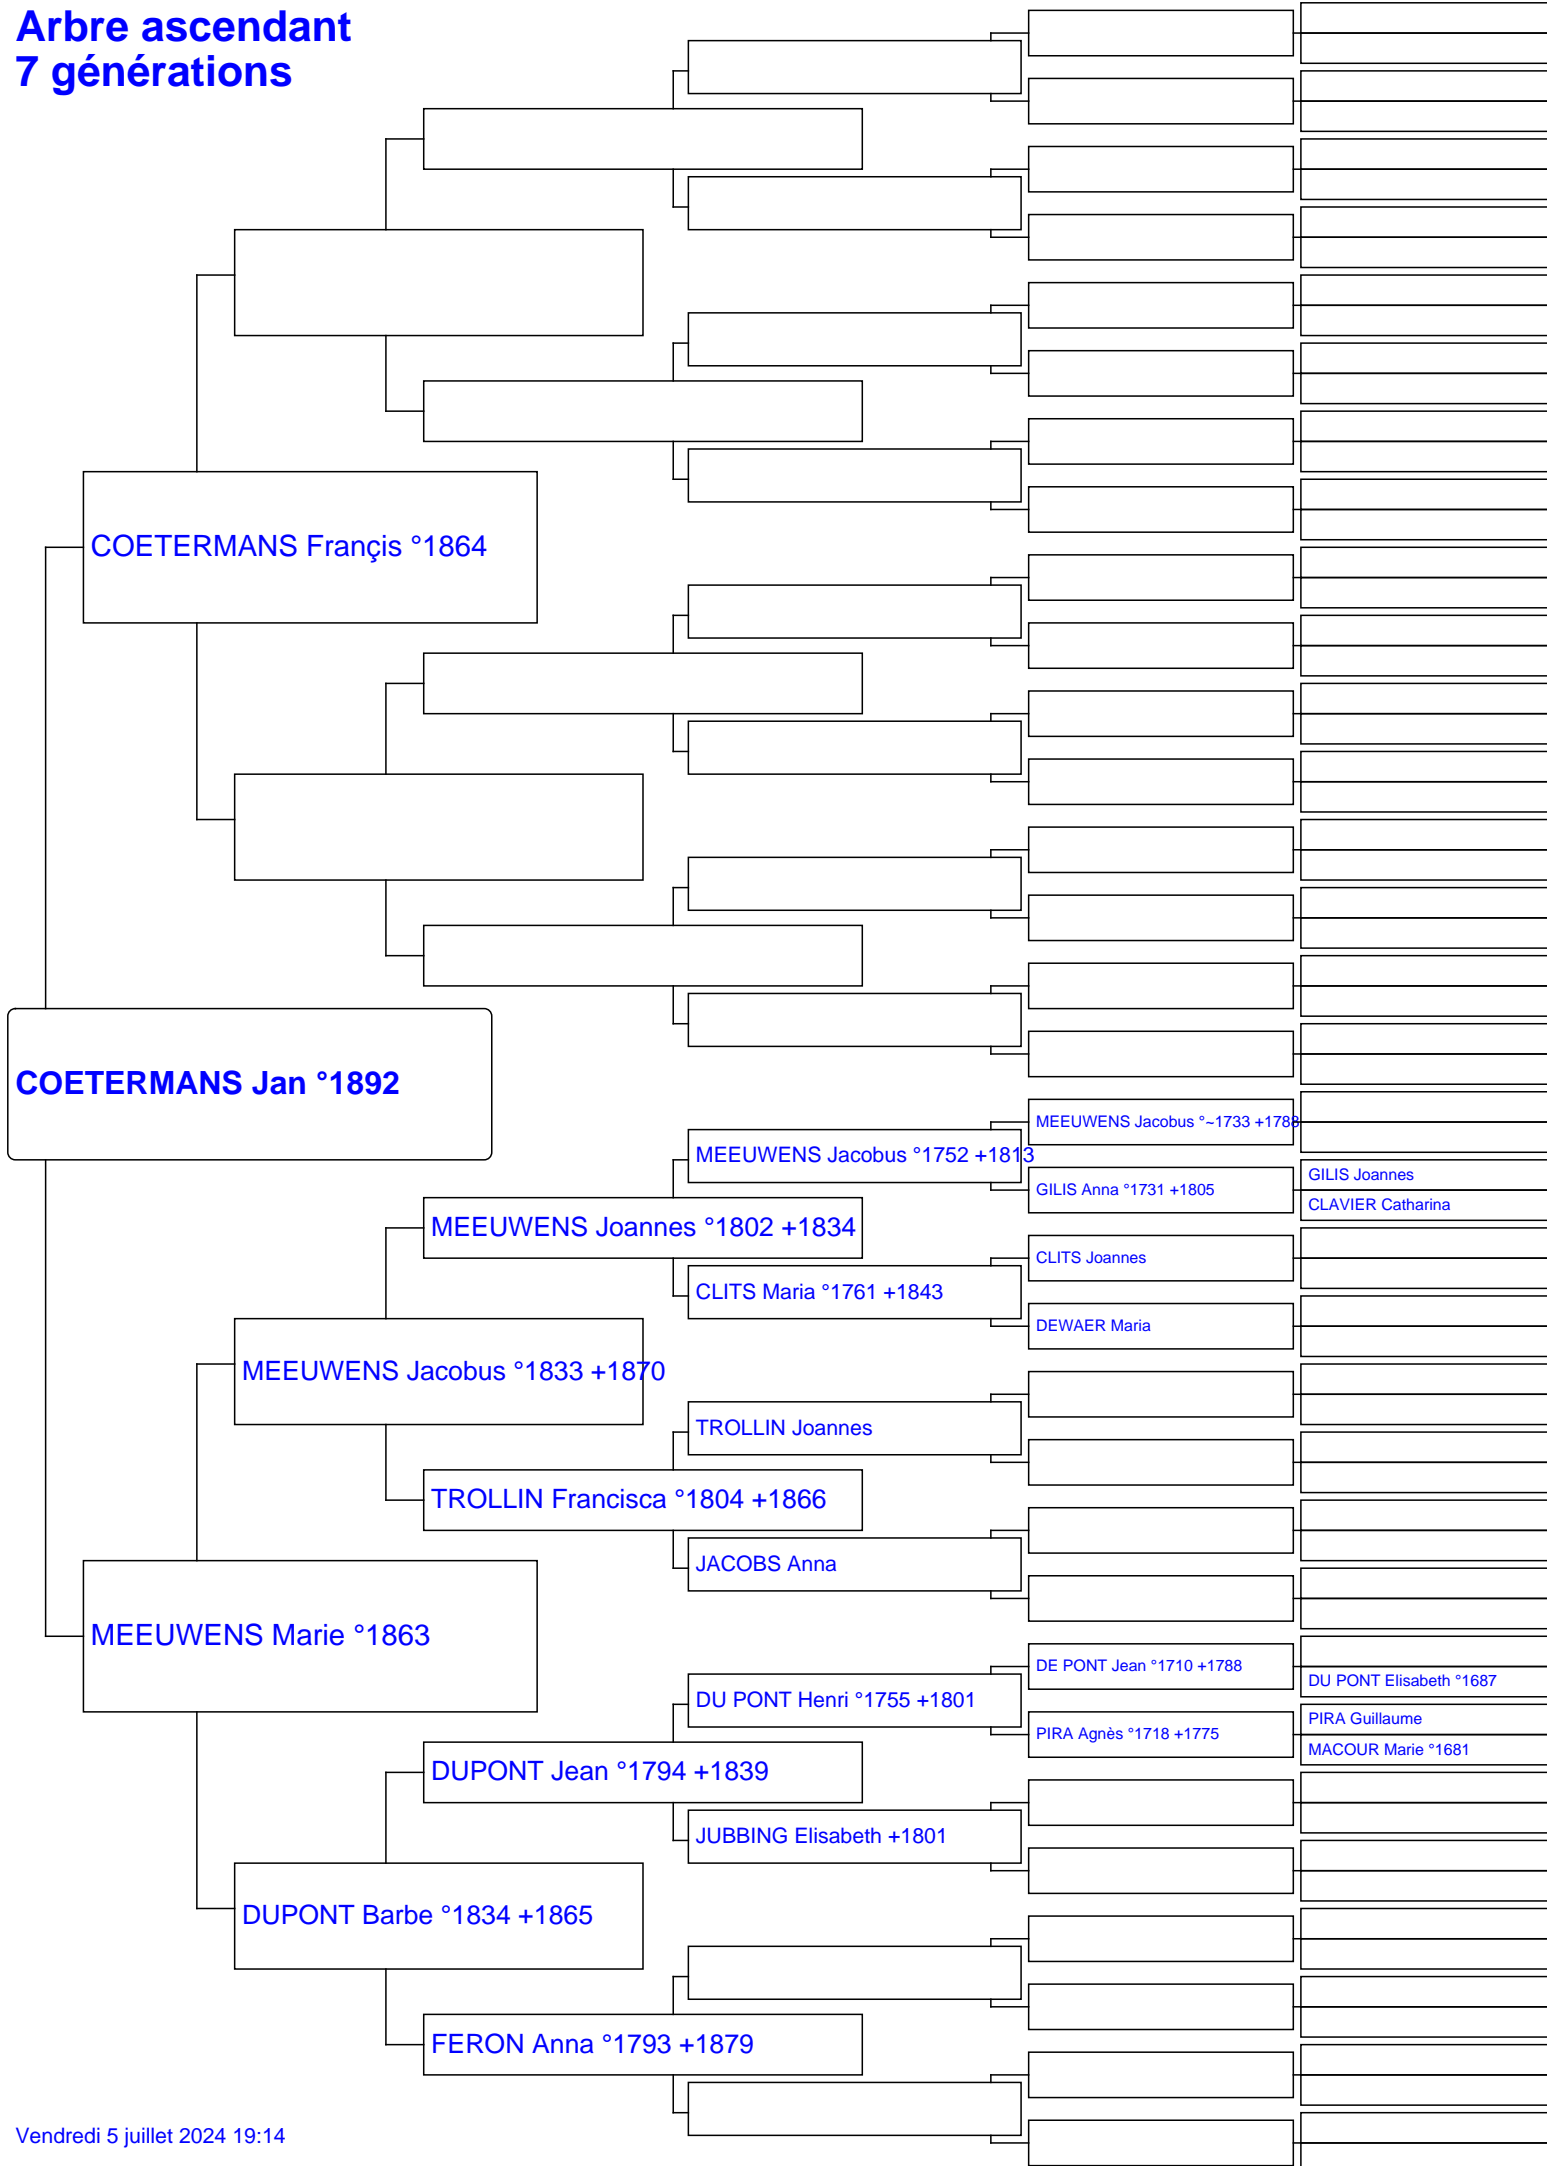 Arbre ascendant
7 générations
COETERMANS Françis °1864
COETERMANS Jan °1892
MEEUWENS Jacobus °~1733 +1788
MEEUWENS Jacobus °1752 +1813
GILIS Joannes
GILIS Anna °1731 +1805
CLAVIER Catharina
MEEUWENS Joannes °1802 +1834
CLITS Joannes
CLITS Maria °1761 +1843
DEWAER Maria
MEEUWENS Jacobus °1833 +1870
TROLLIN Joannes
TROLLIN Francisca °1804 +1866
JACOBS Anna
MEEUWENS Marie °1863
DE PONT Jean °1710 +1788
DU PONT Elisabeth °1687
DU PONT Henri °1755 +1801
PIRA Guillaume
PIRA Agnès °1718 +1775
MACOUR Marie °1681
DUPONT Jean °1794 +1839
JUBBING Elisabeth +1801
DUPONT Barbe °1834 +1865
FERON Anna °1793 +1879
Vendredi 5 juillet 2024 19:14